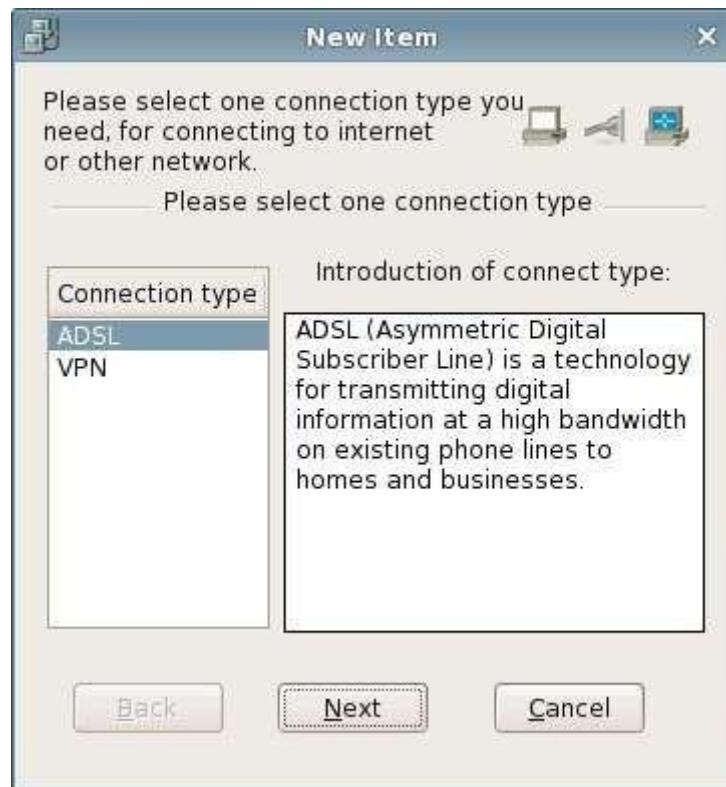 New Item
Please select one connection type you
need, for connecting to internet
or other network.
Please select one connection type
Connection type
ADSL
VPN
Introduction of connect type:
ADSL (Asymmetric Digital
Subscriber Line) is a technology
for transmitting digital
information at a high bandwidth
on existing phone lines to
homes and businesses.
Back
Next
Cancel